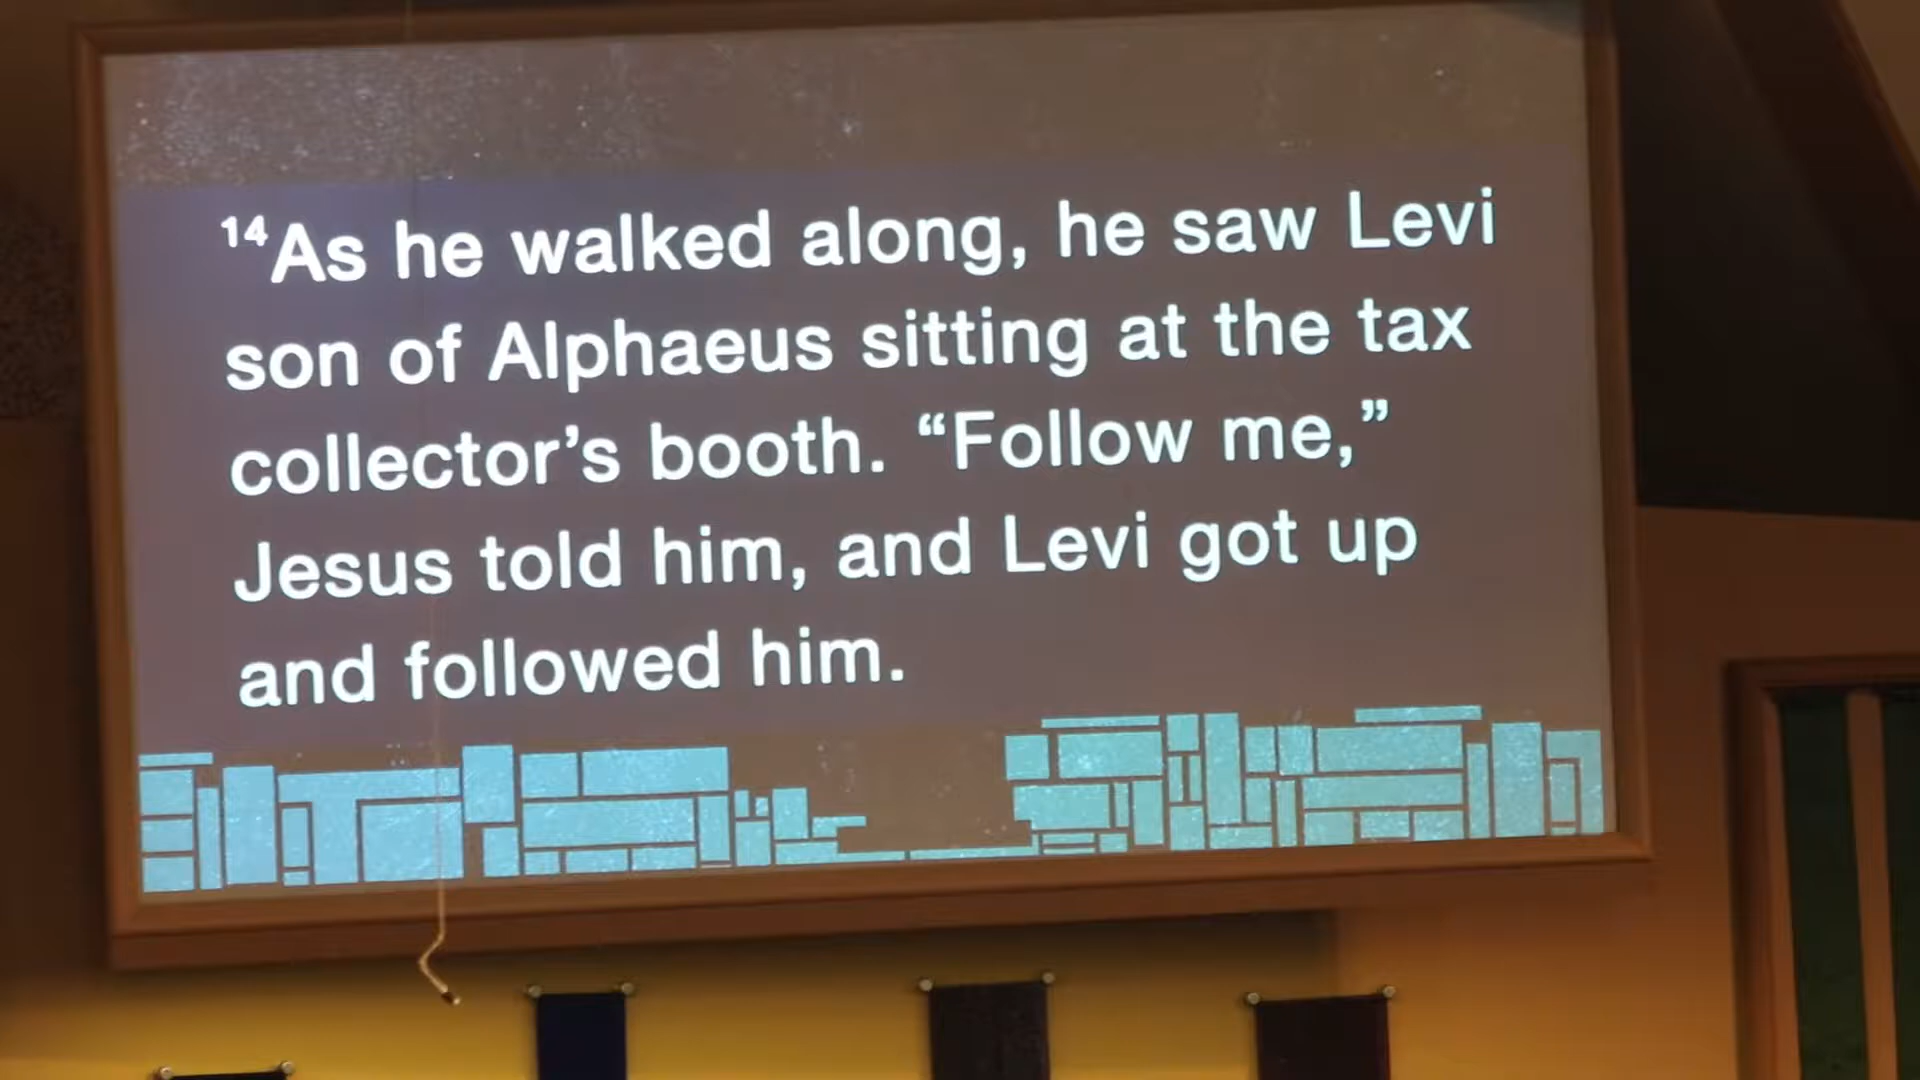 ¹⁴As he walked along, he saw Levi
son of Alphaeus sitting at the tax
collector’s booth. “Follow me,”
Jesus told him, and Levi got up
and followed him.